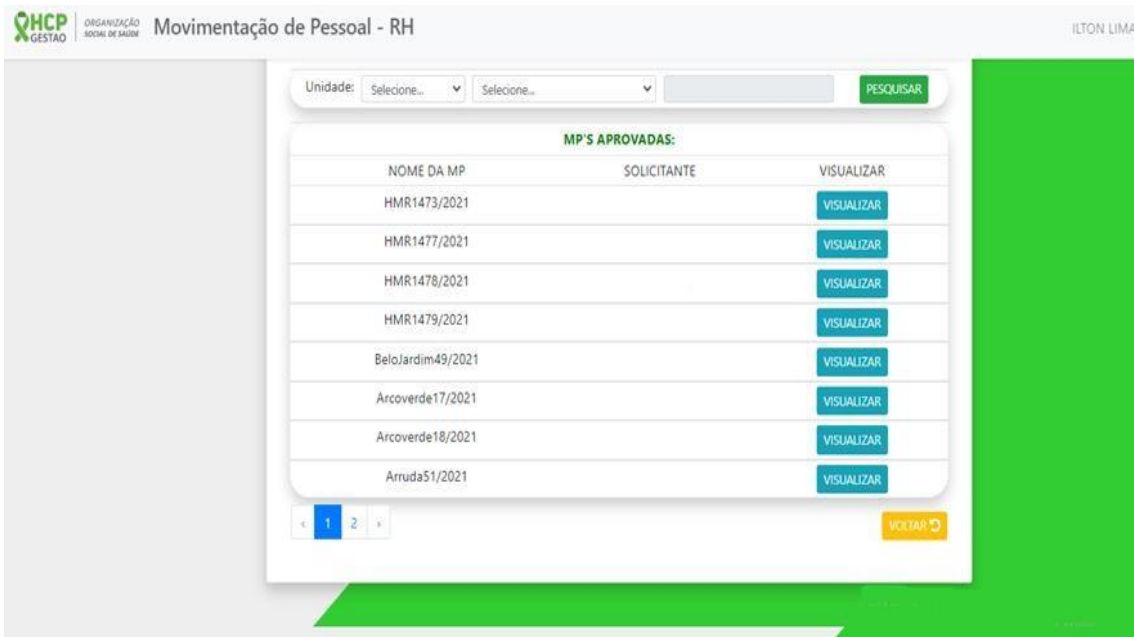 HCP GESTAO ORGANIZAÇÃO SOCIAL DE SAÚDE Movimentação de Pessoal - RH ILTON LIMA
Unidade: Selecione... Selecione... PESQUISAR
MP'S APROVADAS:
NOME DA MP SOLICITANTE VISUALIZAR
HMR1473/2021 VISUALIZAR
HMR1477/2021 VISUALIZAR
HMR1478/2021 VISUALIZAR
HMR1479/2021 VISUALIZAR
BeloJardim49/2021 VISUALIZAR
Arcoverde17/2021 VISUALIZAR
Arcoverde18/2021 VISUALIZAR
Arruda51/2021 VISUALIZAR
‹ 1 2 › VOLTAR